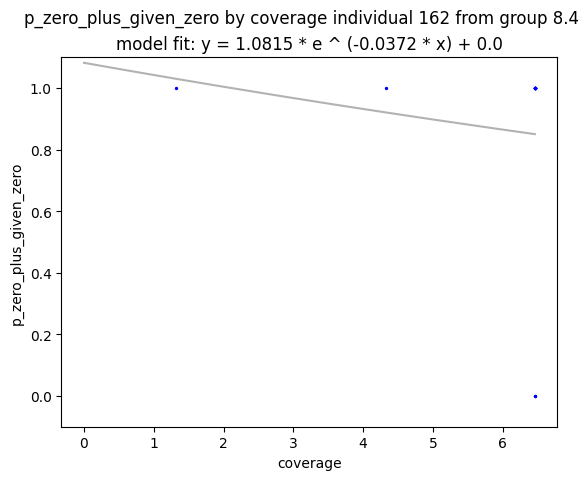 p_zero_plus_given_zero by coverage individual 162 from group 8.4
model fit: y = 1.0815 * e ^ (-0.0372 * x) + 0.0
1.0
0.8
0.6
0.4
0.2
0.0
p_zero_plus_given_zero
0 1 2 3 4 5 6
coverage